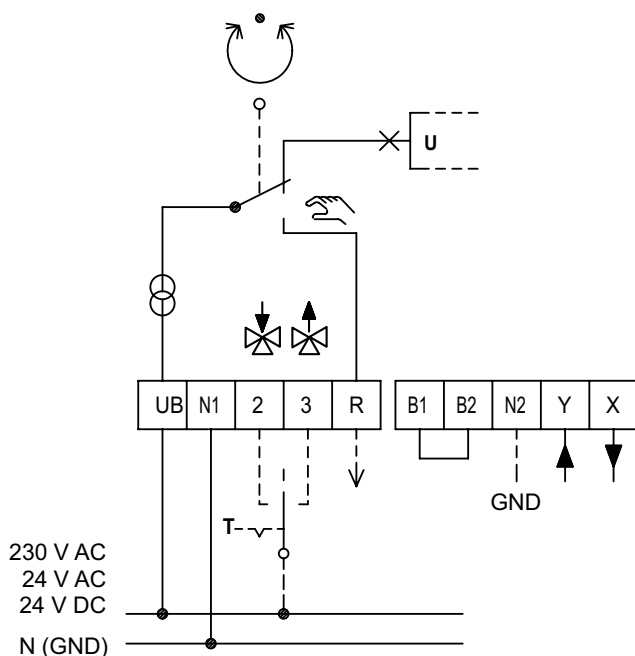 U
UB N1 2 3 R B1 B2 N2 Y X
GND
T
230 V AC
24 V AC
24 V DC
N (GND)